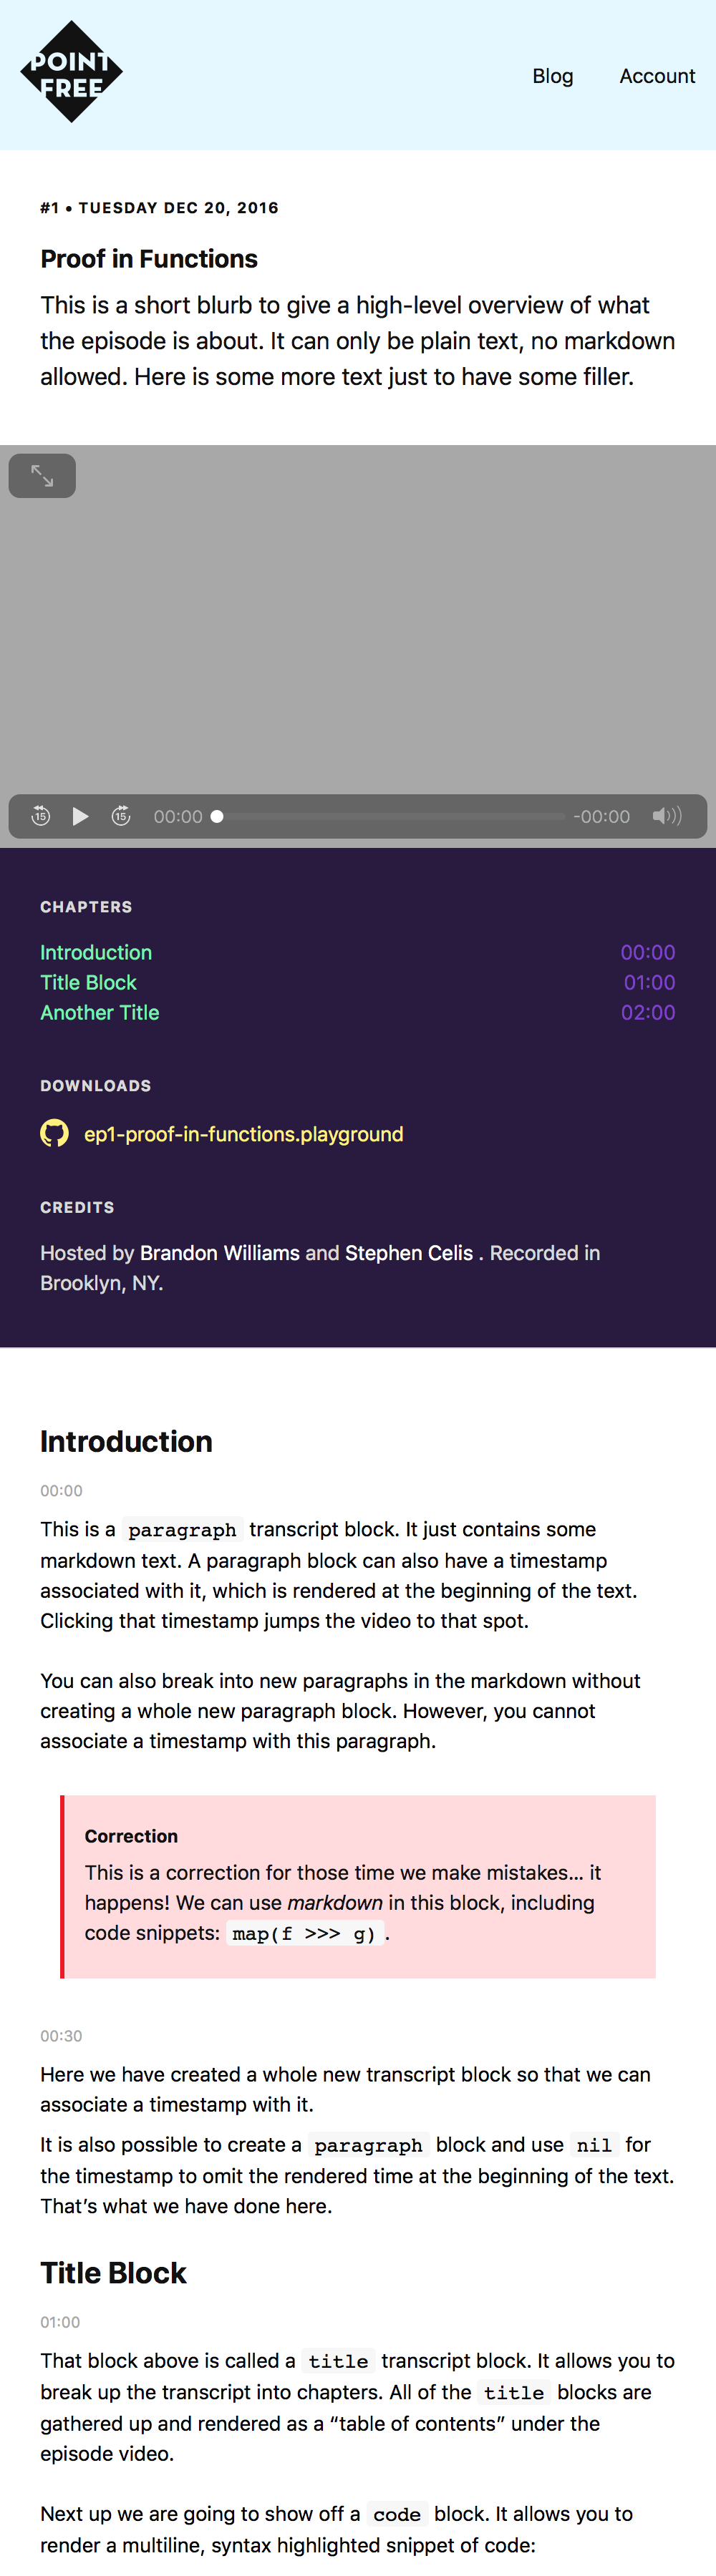 POINT
FREE
Blog
Account
#1 • TUESDAY DEC 20, 2016
Proof in Functions
This is a short blurb to give a high-level overview of what
the episode is about. It can only be plain text, no markdown
allowed. Here is some more text just to have some filler.
15
15
00:00
-00:00
CHAPTERS
Introduction 00:00
Title Block 01:00
Another Title 02:00
DOWNLOADS
ep1-proof-in-functions.playground
CREDITS
Hosted by Brandon Williams and Stephen Celis . Recorded in
Brooklyn, NY.
Introduction
00:00
This is a paragraph transcript block. It just contains some
markdown text. A paragraph block can also have a timestamp
associated with it, which is rendered at the beginning of the text.
Clicking that timestamp jumps the video to that spot.
You can also break into new paragraphs in the markdown without
creating a whole new paragraph block. However, you cannot
associate a timestamp with this paragraph.
Correction
This is a correction for those time we make mistakes… it
happens! We can use markdown in this block, including
code snippets: map(f >>> g).
00:30
Here we have created a whole new transcript block so that we can
associate a timestamp with it.
It is also possible to create a paragraph block and use nil for
the timestamp to omit the rendered time at the beginning of the text.
That’s what we have done here.
Title Block
01:00
That block above is called a title transcript block. It allows you to
break up the transcript into chapters. All of the title blocks are
gathered up and rendered as a “table of contents” under the
episode video.
Next up we are going to show off a code block. It allows you to
render a multiline, syntax highlighted snippet of code: